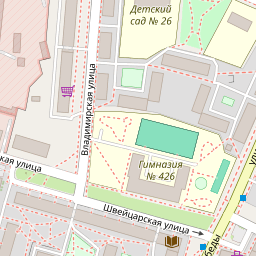 Детский
сад № 26
Владимирская улица
Гимназия
№ 426
ская улица
Швейцарская улица
беды
ул